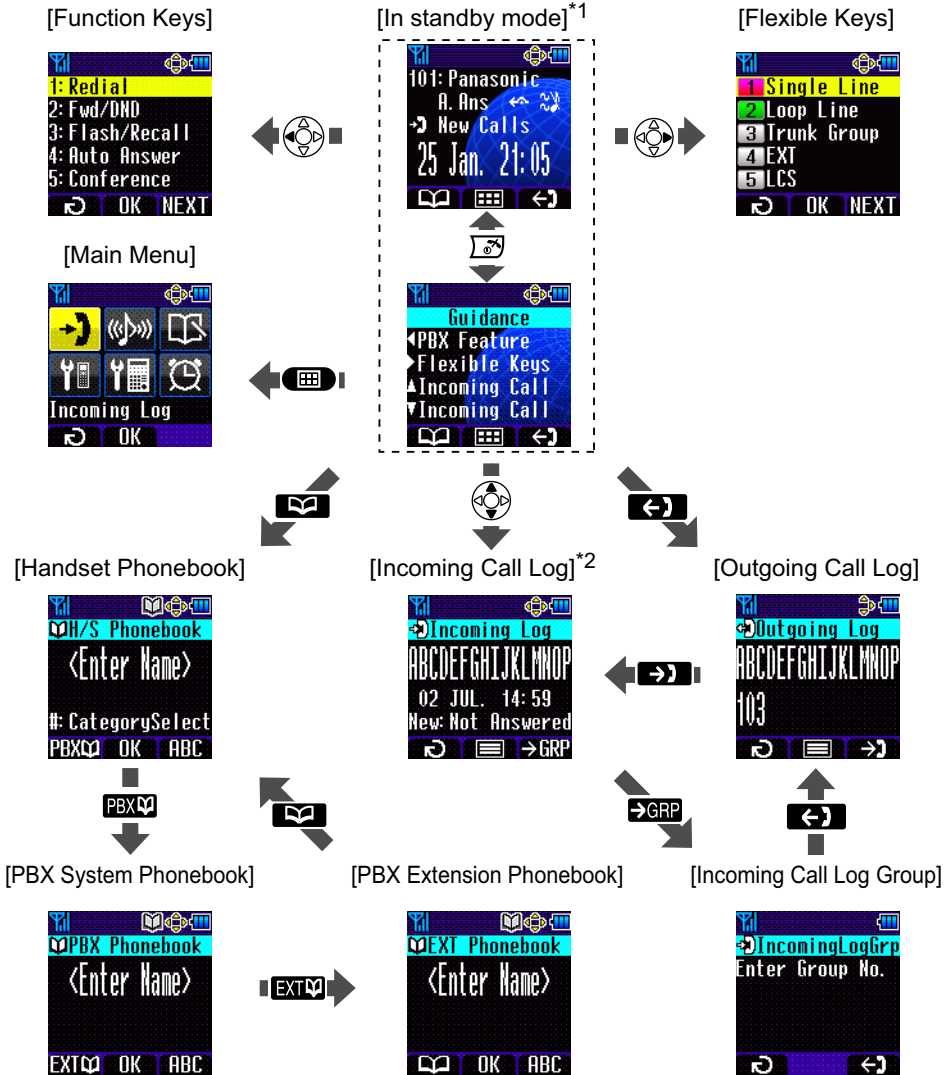 [Function Keys]
[In standby mode]*1
[Flexible Keys]
1: Redial
2: Fwd/DND
3: Flash/Recall
4: Auto Answer
5: Conference
OK NEXT
101: Panasonic
A. Ans
New Calls
25 Jan. 21:05
1 Single Line
2 Loop Line
3 Trunk Group
4 EXT
5 LCS
OK NEXT
[Main Menu]
Incoming Log
OK
Guidance
PBX Feature
Flexible Keys
Incoming Call
Incoming Call
[Handset Phonebook]
[Incoming Call Log]*2
[Outgoing Call Log]
H/S Phonebook
<Enter Name>
#: CategorySelect
PBX OK ABC
Incoming Log
ABCDEFGHIJKLMNOP
02 JUL. 14:59
New: Not Answered
→GRP
Outgoing Log
ABCDEFGHIJKLMNOP
103
PBX
→GRP
[PBX System Phonebook]
[PBX Extension Phonebook]
[Incoming Call Log Group]
PBX Phonebook
<Enter Name>
EXT OK ABC
EXT
EXT Phonebook
<Enter Name>
OK ABC
IncomingLogGrp
Enter Group No.